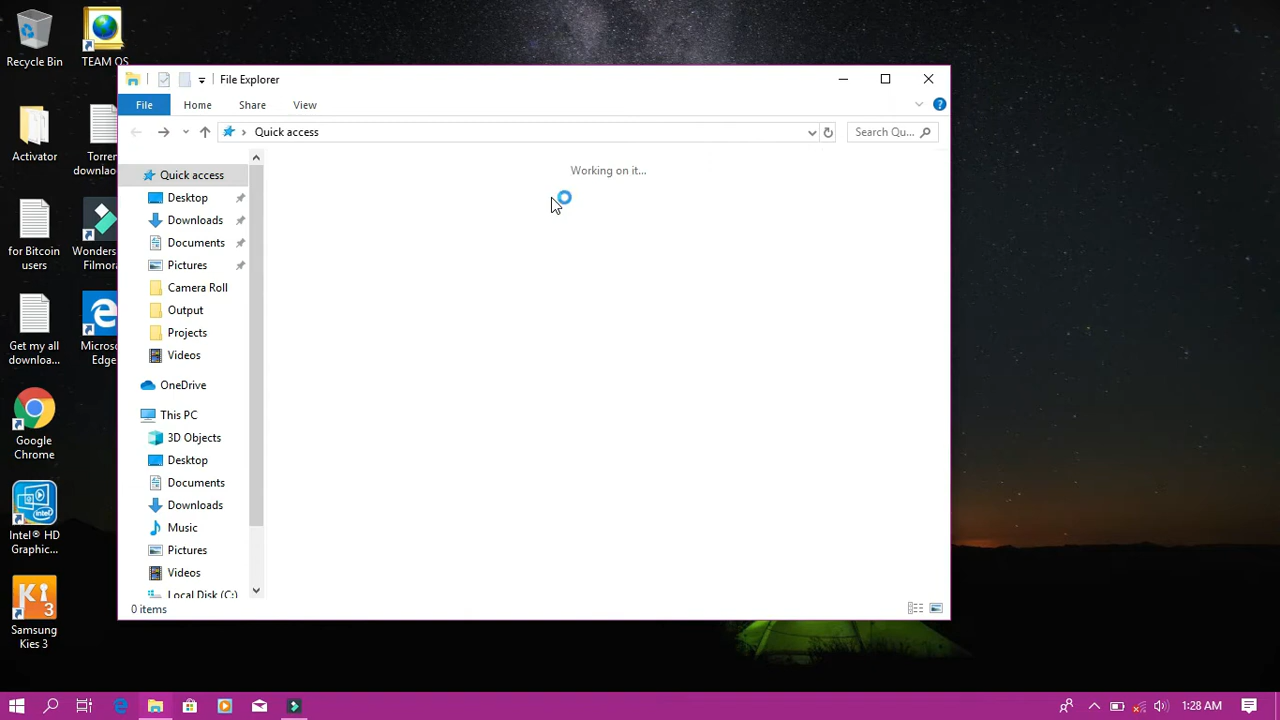 Recycle Bin
TEAM OS
Activator
Torren
downlao
for Bitcoin
users
Wonders
Filmora
Get my all
downloa...
Microso
Edge
Google
Chrome
Intel® HD
Graphic...
Samsung
Kies 3
File Explorer
File
Home
Share
View
Quick access
Search Qu...
Working on it...
Quick access
Desktop
Downloads
Documents
Pictures
Camera Roll
Output
Projects
Videos
OneDrive
This PC
3D Objects
Desktop
Documents
Downloads
Music
Pictures
Videos
Local Disk (C:)
0 items
1:28 AM